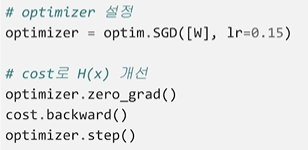 # optimizer 설정
optimizer = optim.SGD([W], lr=0.15)
# cost로 H(x) 개선
optimizer.zero_grad()
cost.backward()
optimizer.step()